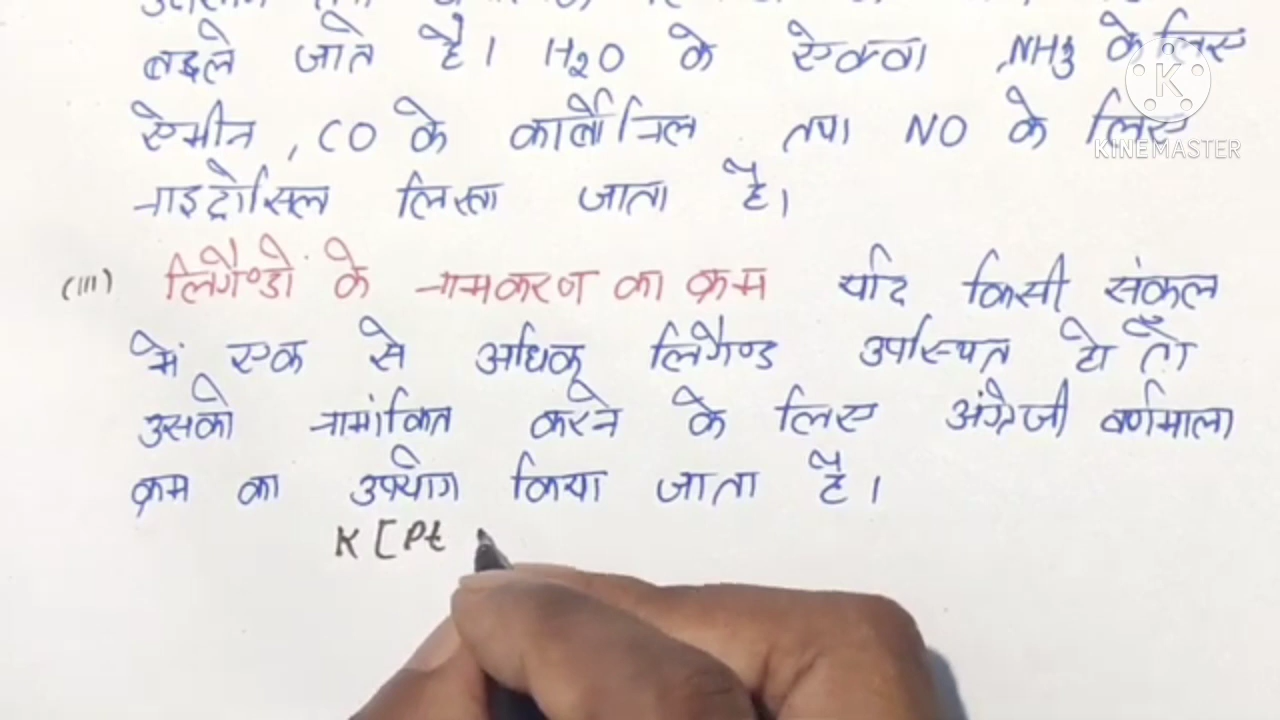 बदले जाते है। H2O के ऐक्वा NH3 के लिए
ऐमीन, CO के कार्बोनिल तथा NO के लिए
नाइट्रोसिल लिखा जाता है।
(iii) लिगैण्डो के नामकरण का क्रम यदि किसी संकुल
में एक से अधिक लिगैण्ड उपस्थित हो तो
उसको नामांकित करने के लिए अंग्रेजी वर्णमाला
क्रम का उपयोग किया जाता है।
K [Pt
K
KINEMASTER